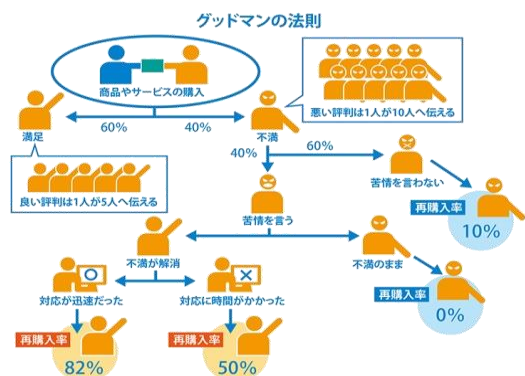 グッドマンの法則
商品やサービスの購入
悪い評判は1人が10人へ伝える
満足
60%
40%
不満
良い評判は1人が5人へ伝える
40%
60%
苦情を言わない
再購入率
10%
苦情を言う
不満が解消
不満のまま
対応が迅速だった
対応に時間がかかった
再購入率
0%
再購入率
82%
再購入率
50%